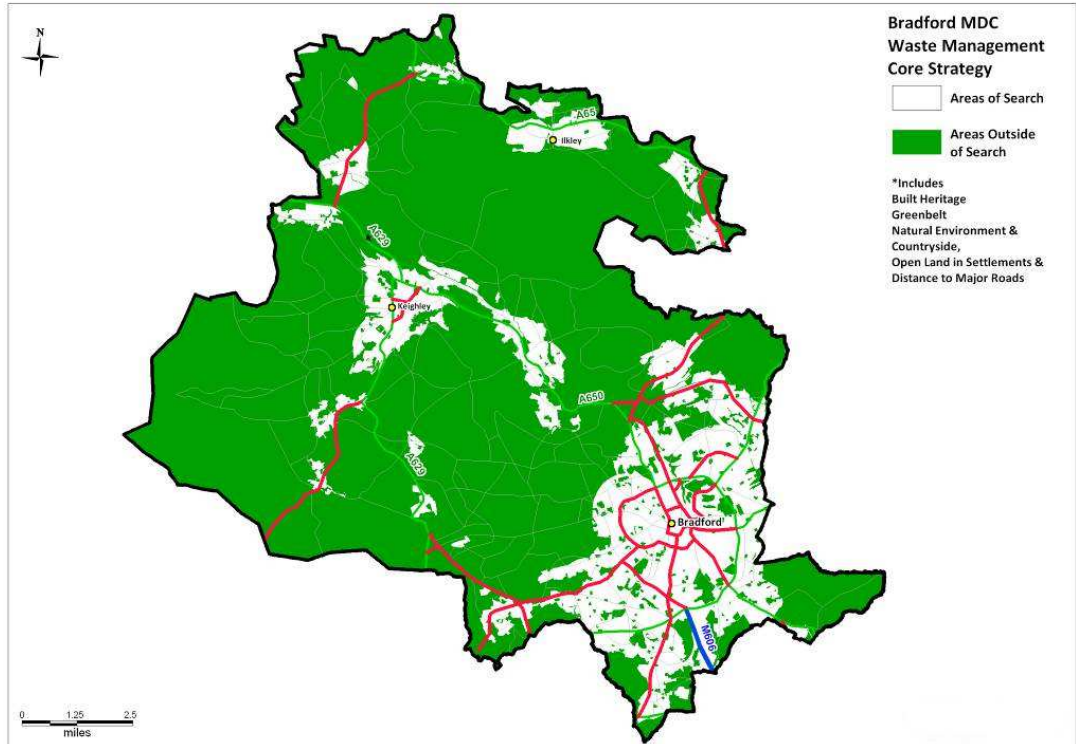 N
Bradford MDC
Waste Management
Core Strategy
Areas of Search
Areas Outside
of Search
*Includes
Built Heritage
Greenbelt
Natural Environment &
Countryside,
Open Land in Settlements &
Distance to Major Roads
A65
Ilkley
A629
Keighley
A650
A629
Bradford
M606
0 1.25 2.5
miles